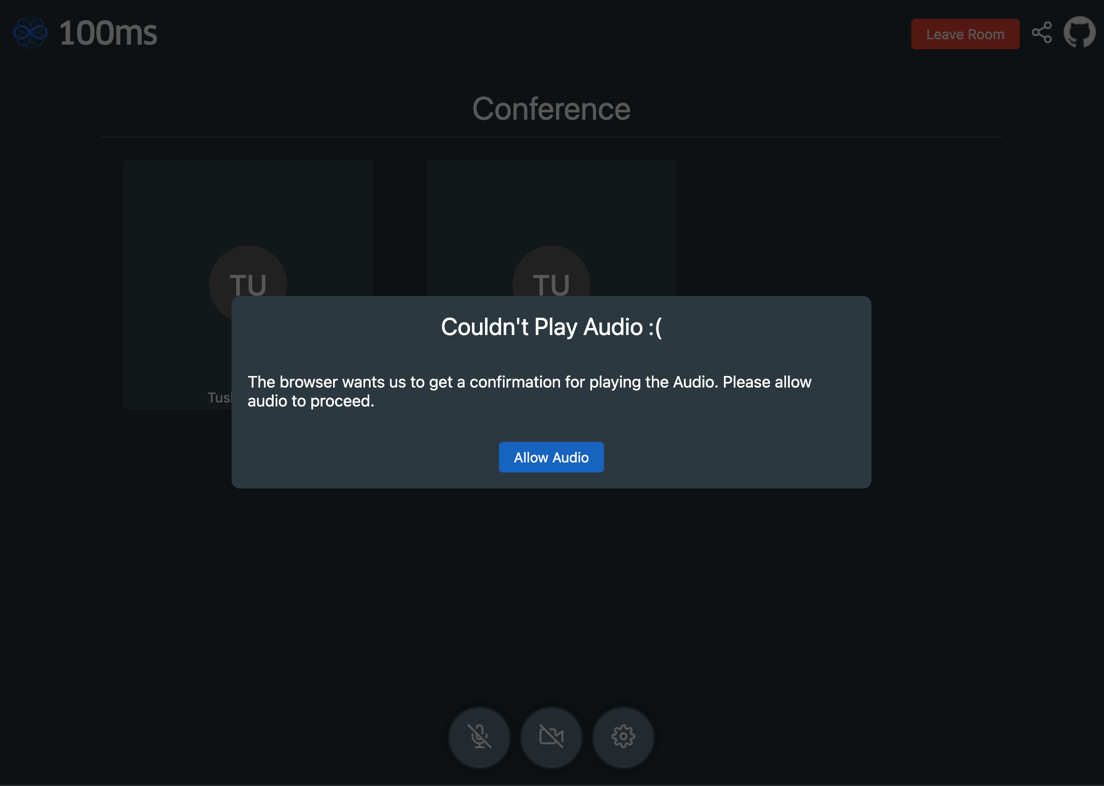 100ms
Leave Room
Conference
TU
TU
Couldn't Play Audio :(
The browser wants us to get a confirmation for playing the Audio. Please allow
audio to proceed.
Allow Audio